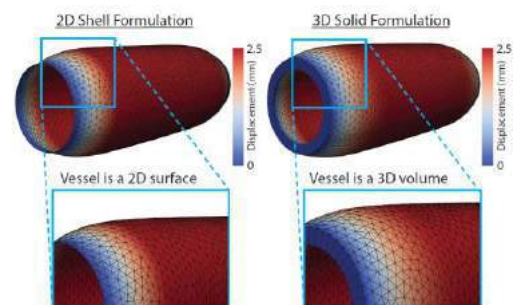 2D Shell Formulation
3D Solid Formulation
2.5
Displacement (mm)
0
2.5
Displacement (mm)
0
Vessel is a 2D surface
Vessel is a 3D volume